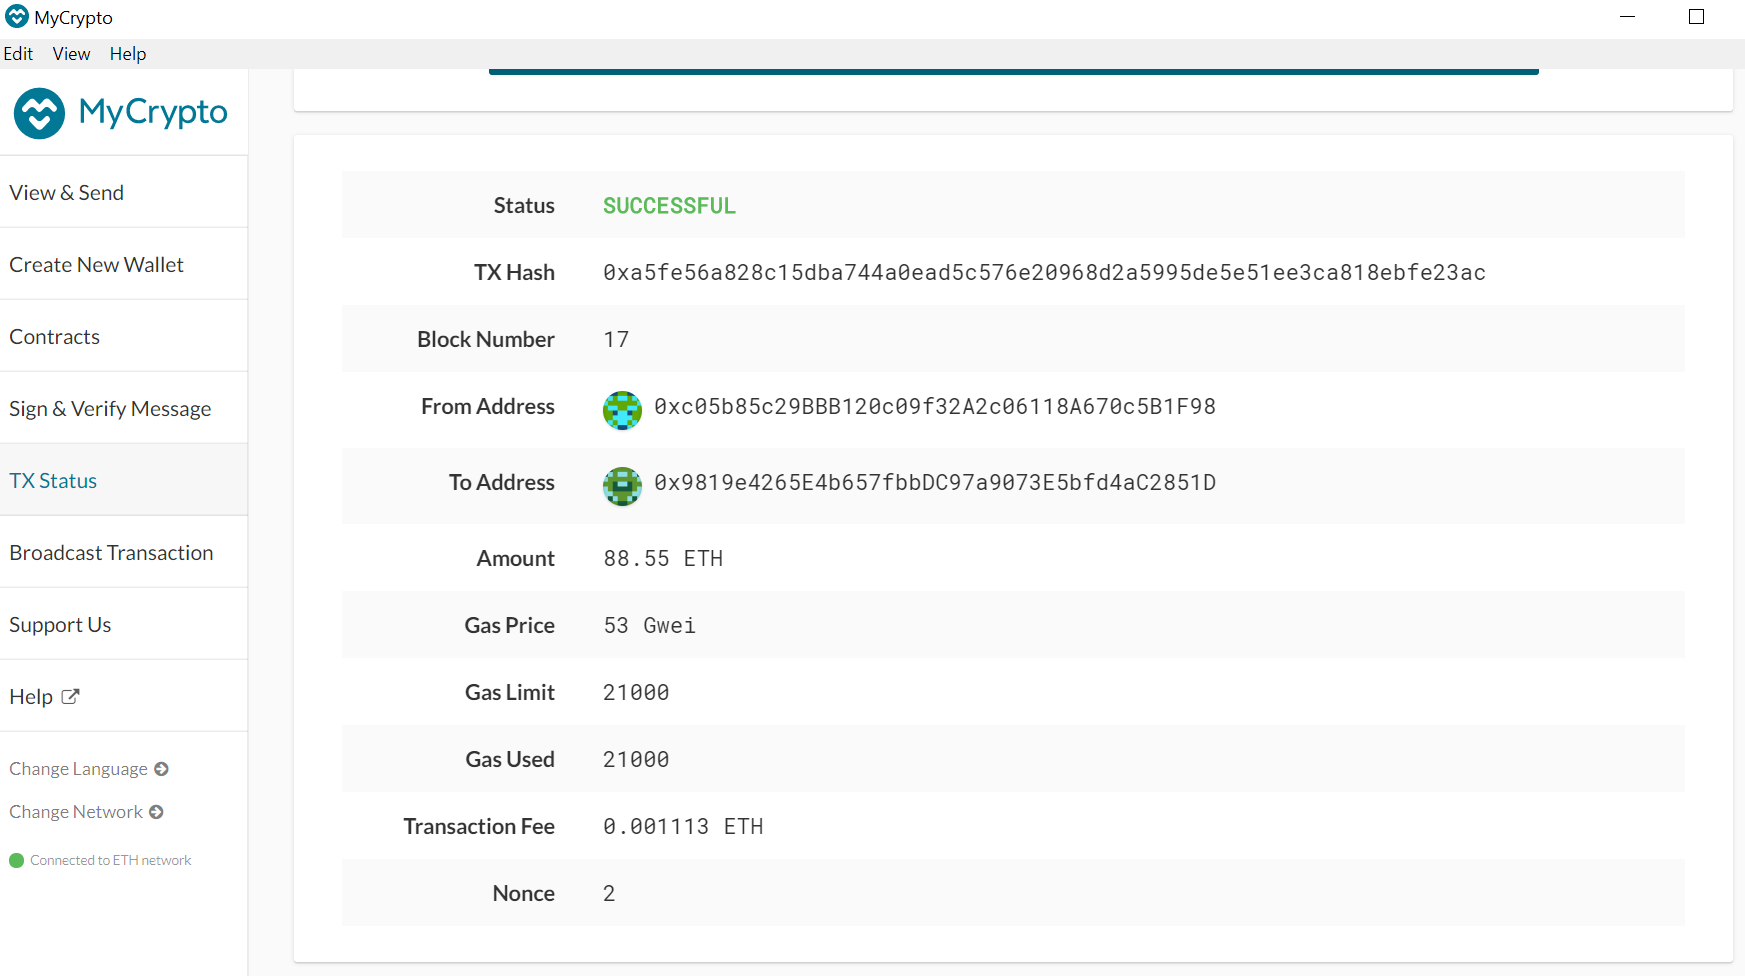 MyCrypto
Edit View Help
MyCrypto
View & Send
Create New Wallet
Contracts
Sign & Verify Message
TX Status
Broadcast Transaction
Support Us
Help
Change Language
Change Network
Connected to ETH network
Status SUCCESSFUL
TX Hash 0xa5fe56a828c15dba744a0ead5c576e20968d2a5995de5e51ee3ca818ebfe23ac
Block Number 17
From Address 0xc05b85c29BBB120c09f32A2c06118A670c5B1F98
To Address 0x9819e4265E4b657fbbDC97a9073E5bfd4aC2851D
Amount 88.55 ETH
Gas Price 53 Gwei
Gas Limit 21000
Gas Used 21000
Transaction Fee 0.001113 ETH
Nonce 2